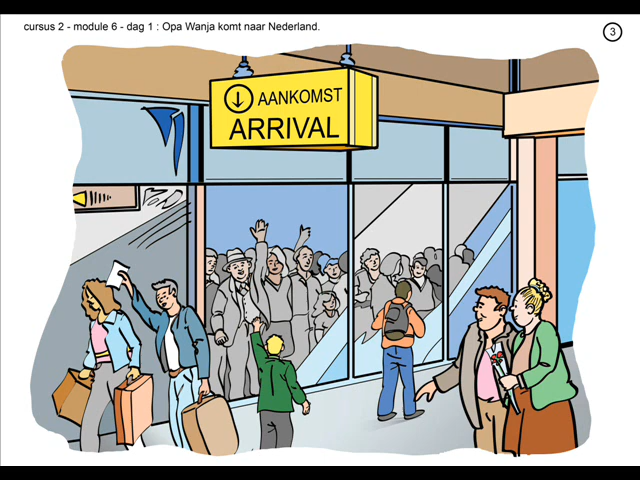 cursus 2 - module 6 - dag 1 : Opa Wanja komt naar Nederland.
3
AANKOMST
ARRIVAL